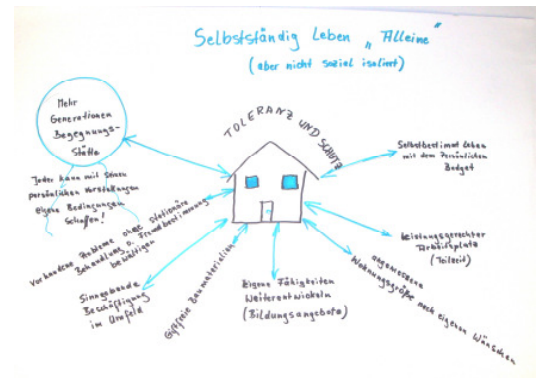 Selbstständig Leben „Alleine"
(aber nicht sozial isoliert)
Mehr
Generationen
Begegnungs-
Stätte
Jeder kann mit seinen
persönlichen Vorstellungen
eigene Bedingungen
schaffen!
TOLERANZ UND SCHUTZ
Selbstbestimmt Leben
mit dem Persönlichen
Budget
Vorhandene Probleme ohne stationäre
Behandlung o. Fremdbestimmung
bewältigen
Leistungsgerechter
Arbeitsplatz
(Teilzeit)
Sinngebende
Beschäftigung
im Umfeld
Giftfreie Baumaterialien
Eigene Fähigkeiten
Weiterentwickeln
(Bildungsangebote)
angemessene
Wohnungsgröße nach eigenen Wünschen